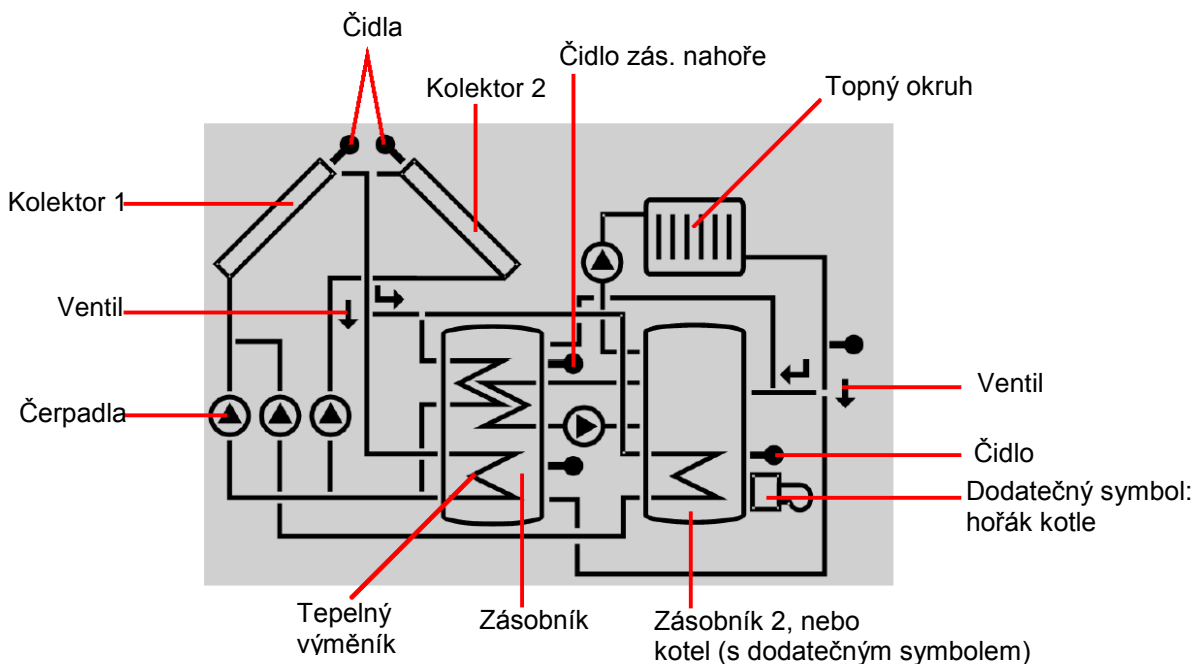 Čidla
Čidlo zás. nahoře
Kolektor 2
Topný okruh
Kolektor 1
Ventil
Ventil
Čerpadla
Čidlo
Dodatečný symbol:
hořák kotle
Tepelný
výměník
Zásobník
Zásobník 2, nebo
kotel (s dodatečným symbolem)